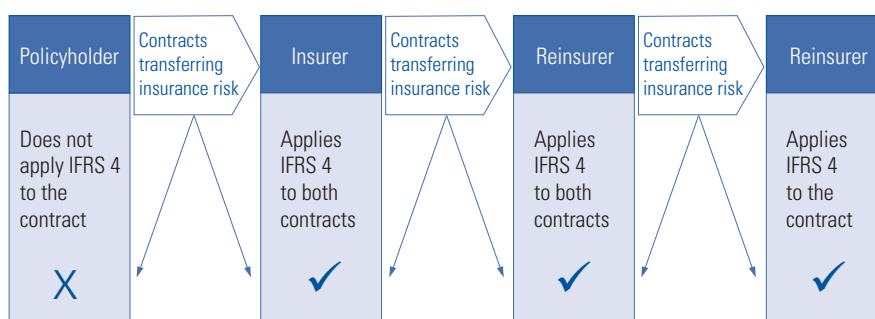 Policyholder
Contracts
transferring
insurance risk
Insurer
Contracts
transferring
insurance risk
Reinsurer
Contracts
transferring
insurance risk
Reinsurer
Does not
apply IFRS 4
to the
contract
X
Applies
IFRS 4
to both
contracts
✓
Applies
IFRS 4
to both
contracts
✓
Applies
IFRS 4
to the
contract
✓